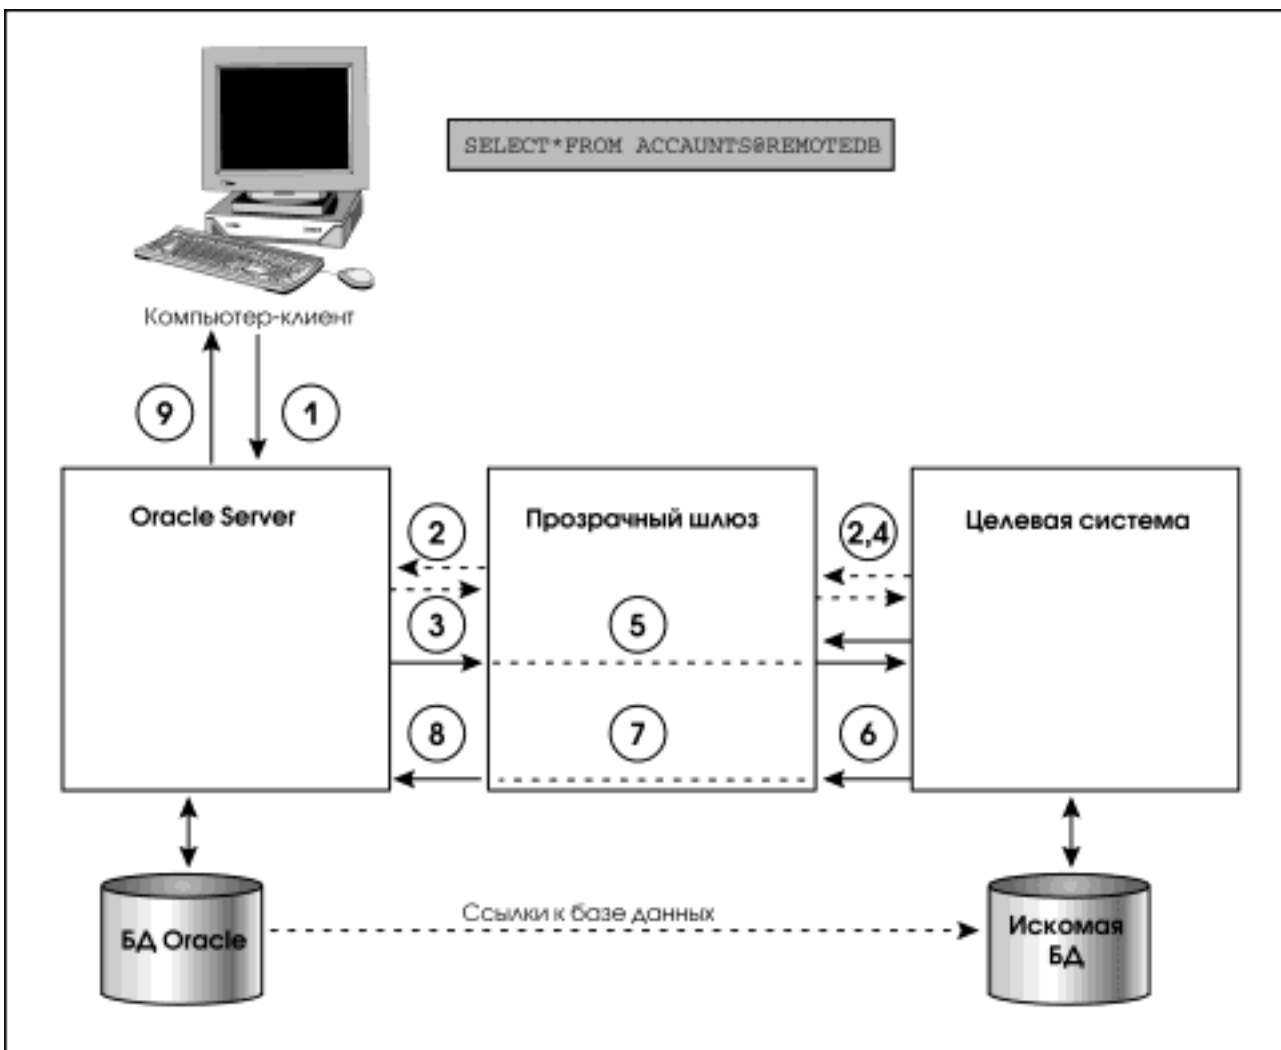 SELECT*FROM ACCAUNTS@REMOTEDB
Компьютер-клиент
9
1
Oracle Server
Прозрачный шлюз
Целевая система
2
2,4
3
5
8
7
6
Ссылки к базе данных
БД Oracle
Искомая
БД